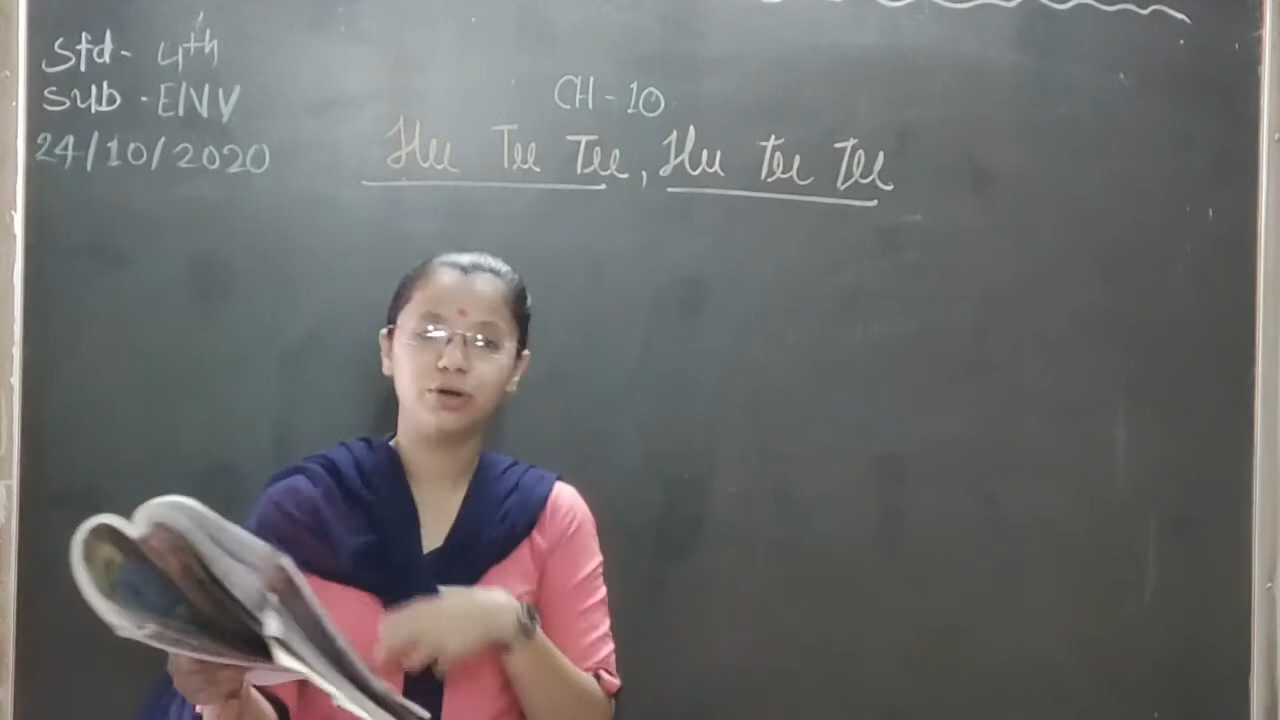 Std- 4th
Sub - ENV
24/10/2020
CH - 10
Hu Tu Tu, Hu tu Tu